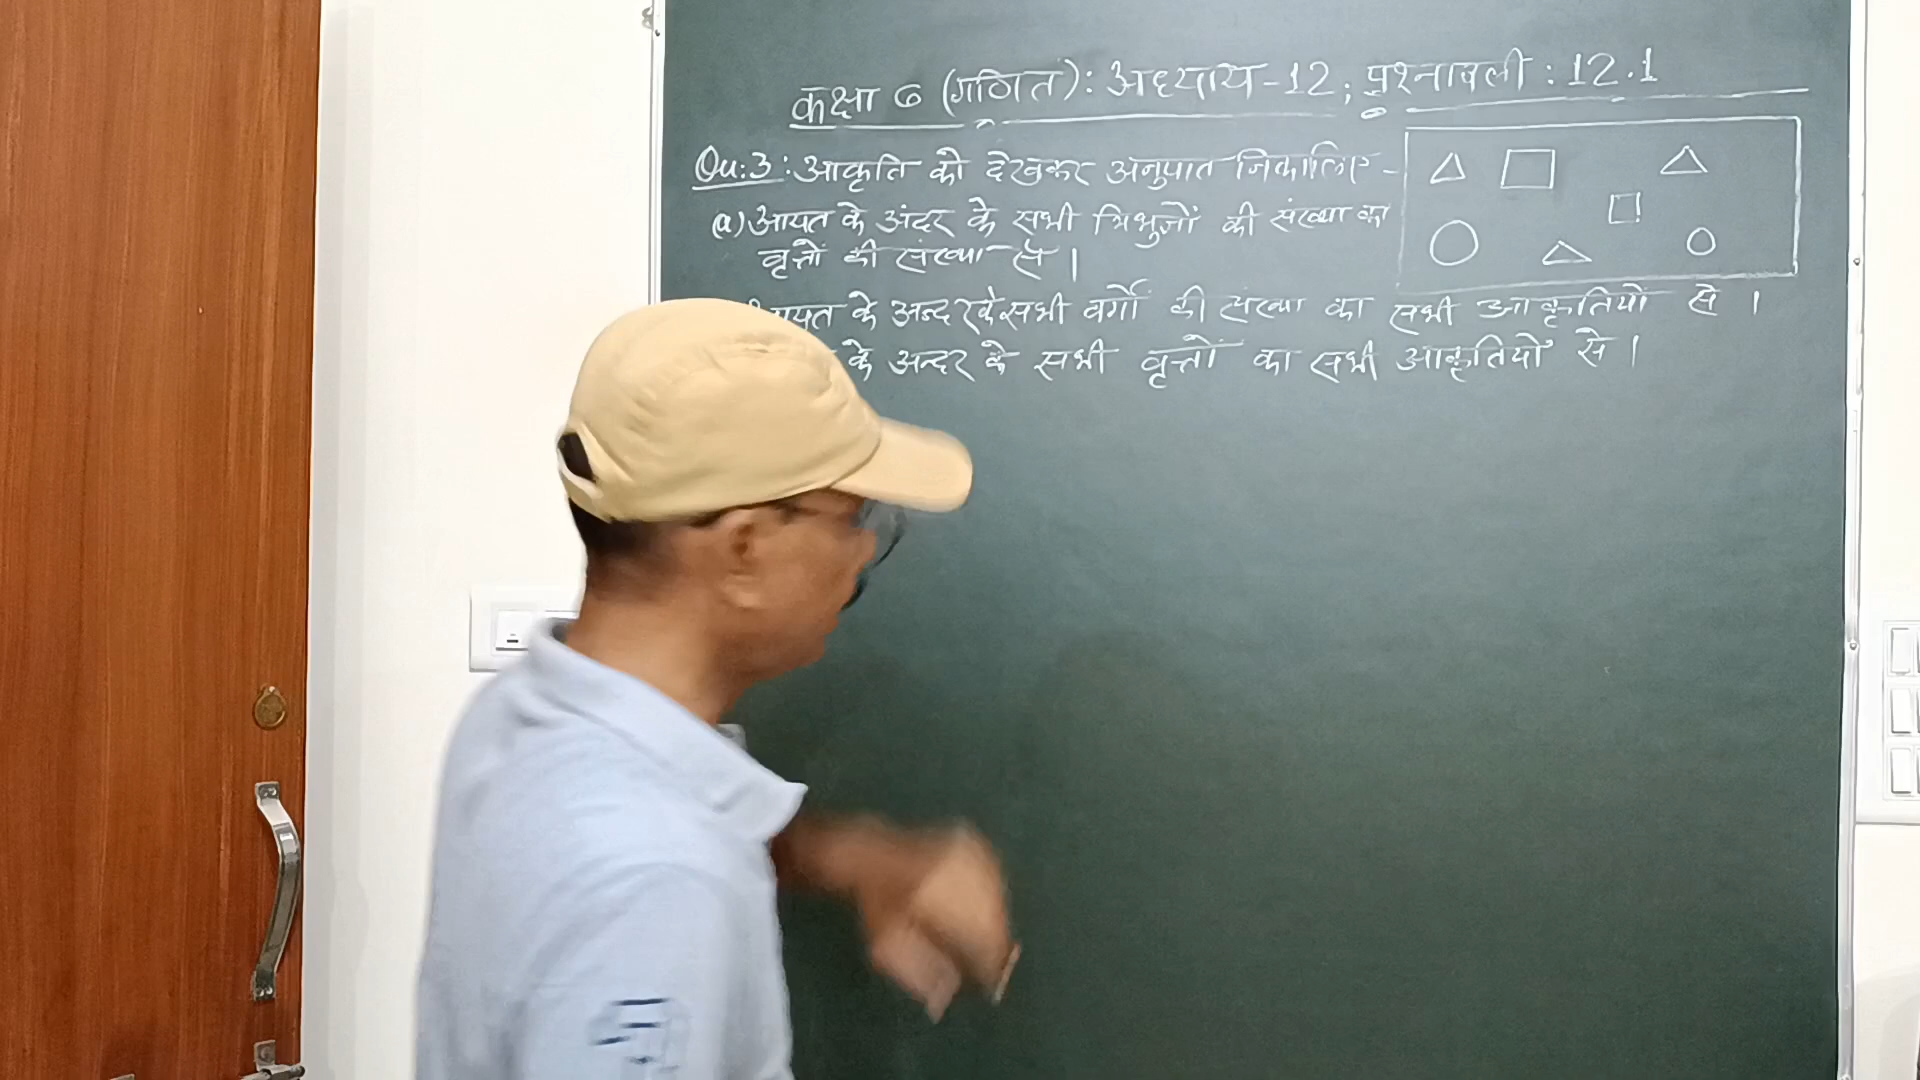 कक्षा 6 (गणित): अध्याय-12; प्रश्नावली: 12.1
Qu:3: आकृति को देखकर अनुपात निकालिए -
(a) आयत के अंदर के सभी त्रिभुजों की संख्या का
वृत्तों की संख्या से।
के अन्दर के सभी वर्गों की संख्या का सभी आकृतियों से।
के अन्दर के सभी वृत्तों का सभी आकृतियों से।